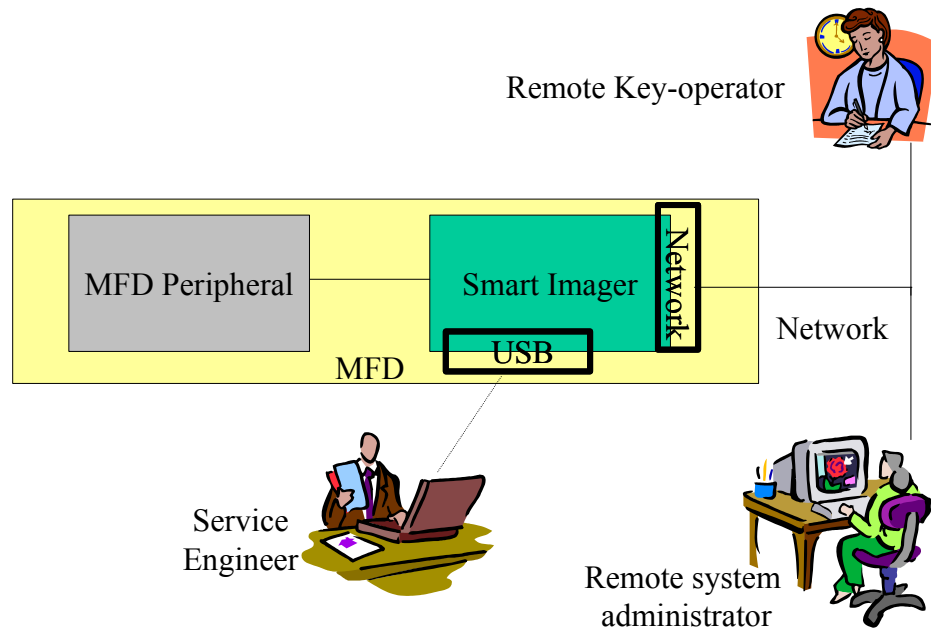 Remote Key-operator
MFD Peripheral
Smart Imager
Network
Network
USB
MFD
Service
Engineer
Remote system
administrator